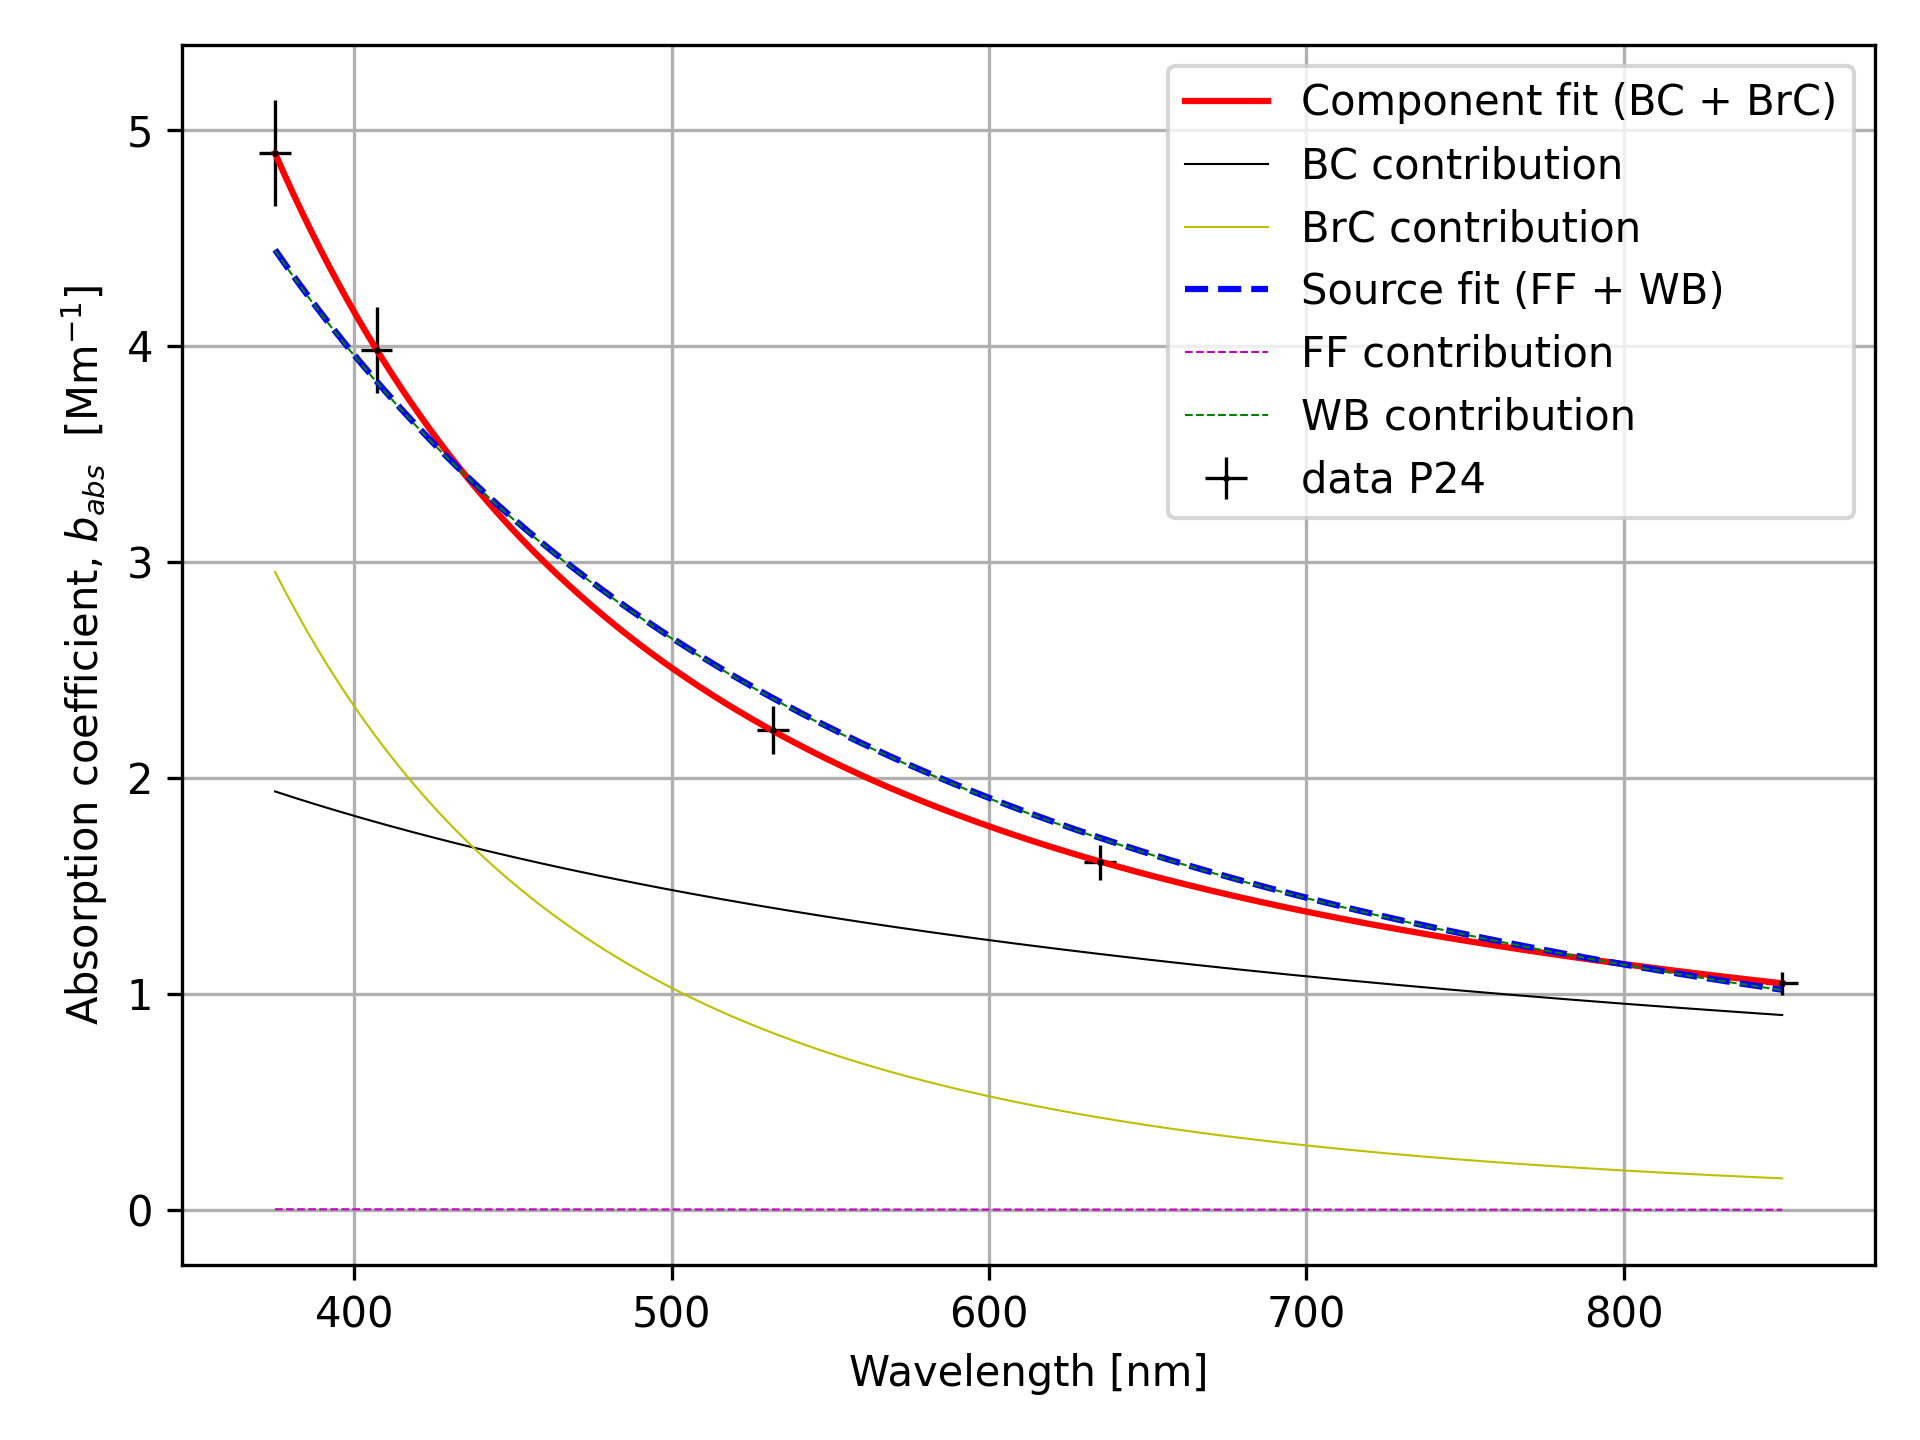 Component fit (BC + BrC)
BC contribution
BrC contribution
Source fit (FF + WB)
FF contribution
WB contribution
data P24
Absorption coefficient, b_abs [Mm⁻¹]
5
4
3
2
1
0
400 500 600 700 800
Wavelength [nm]